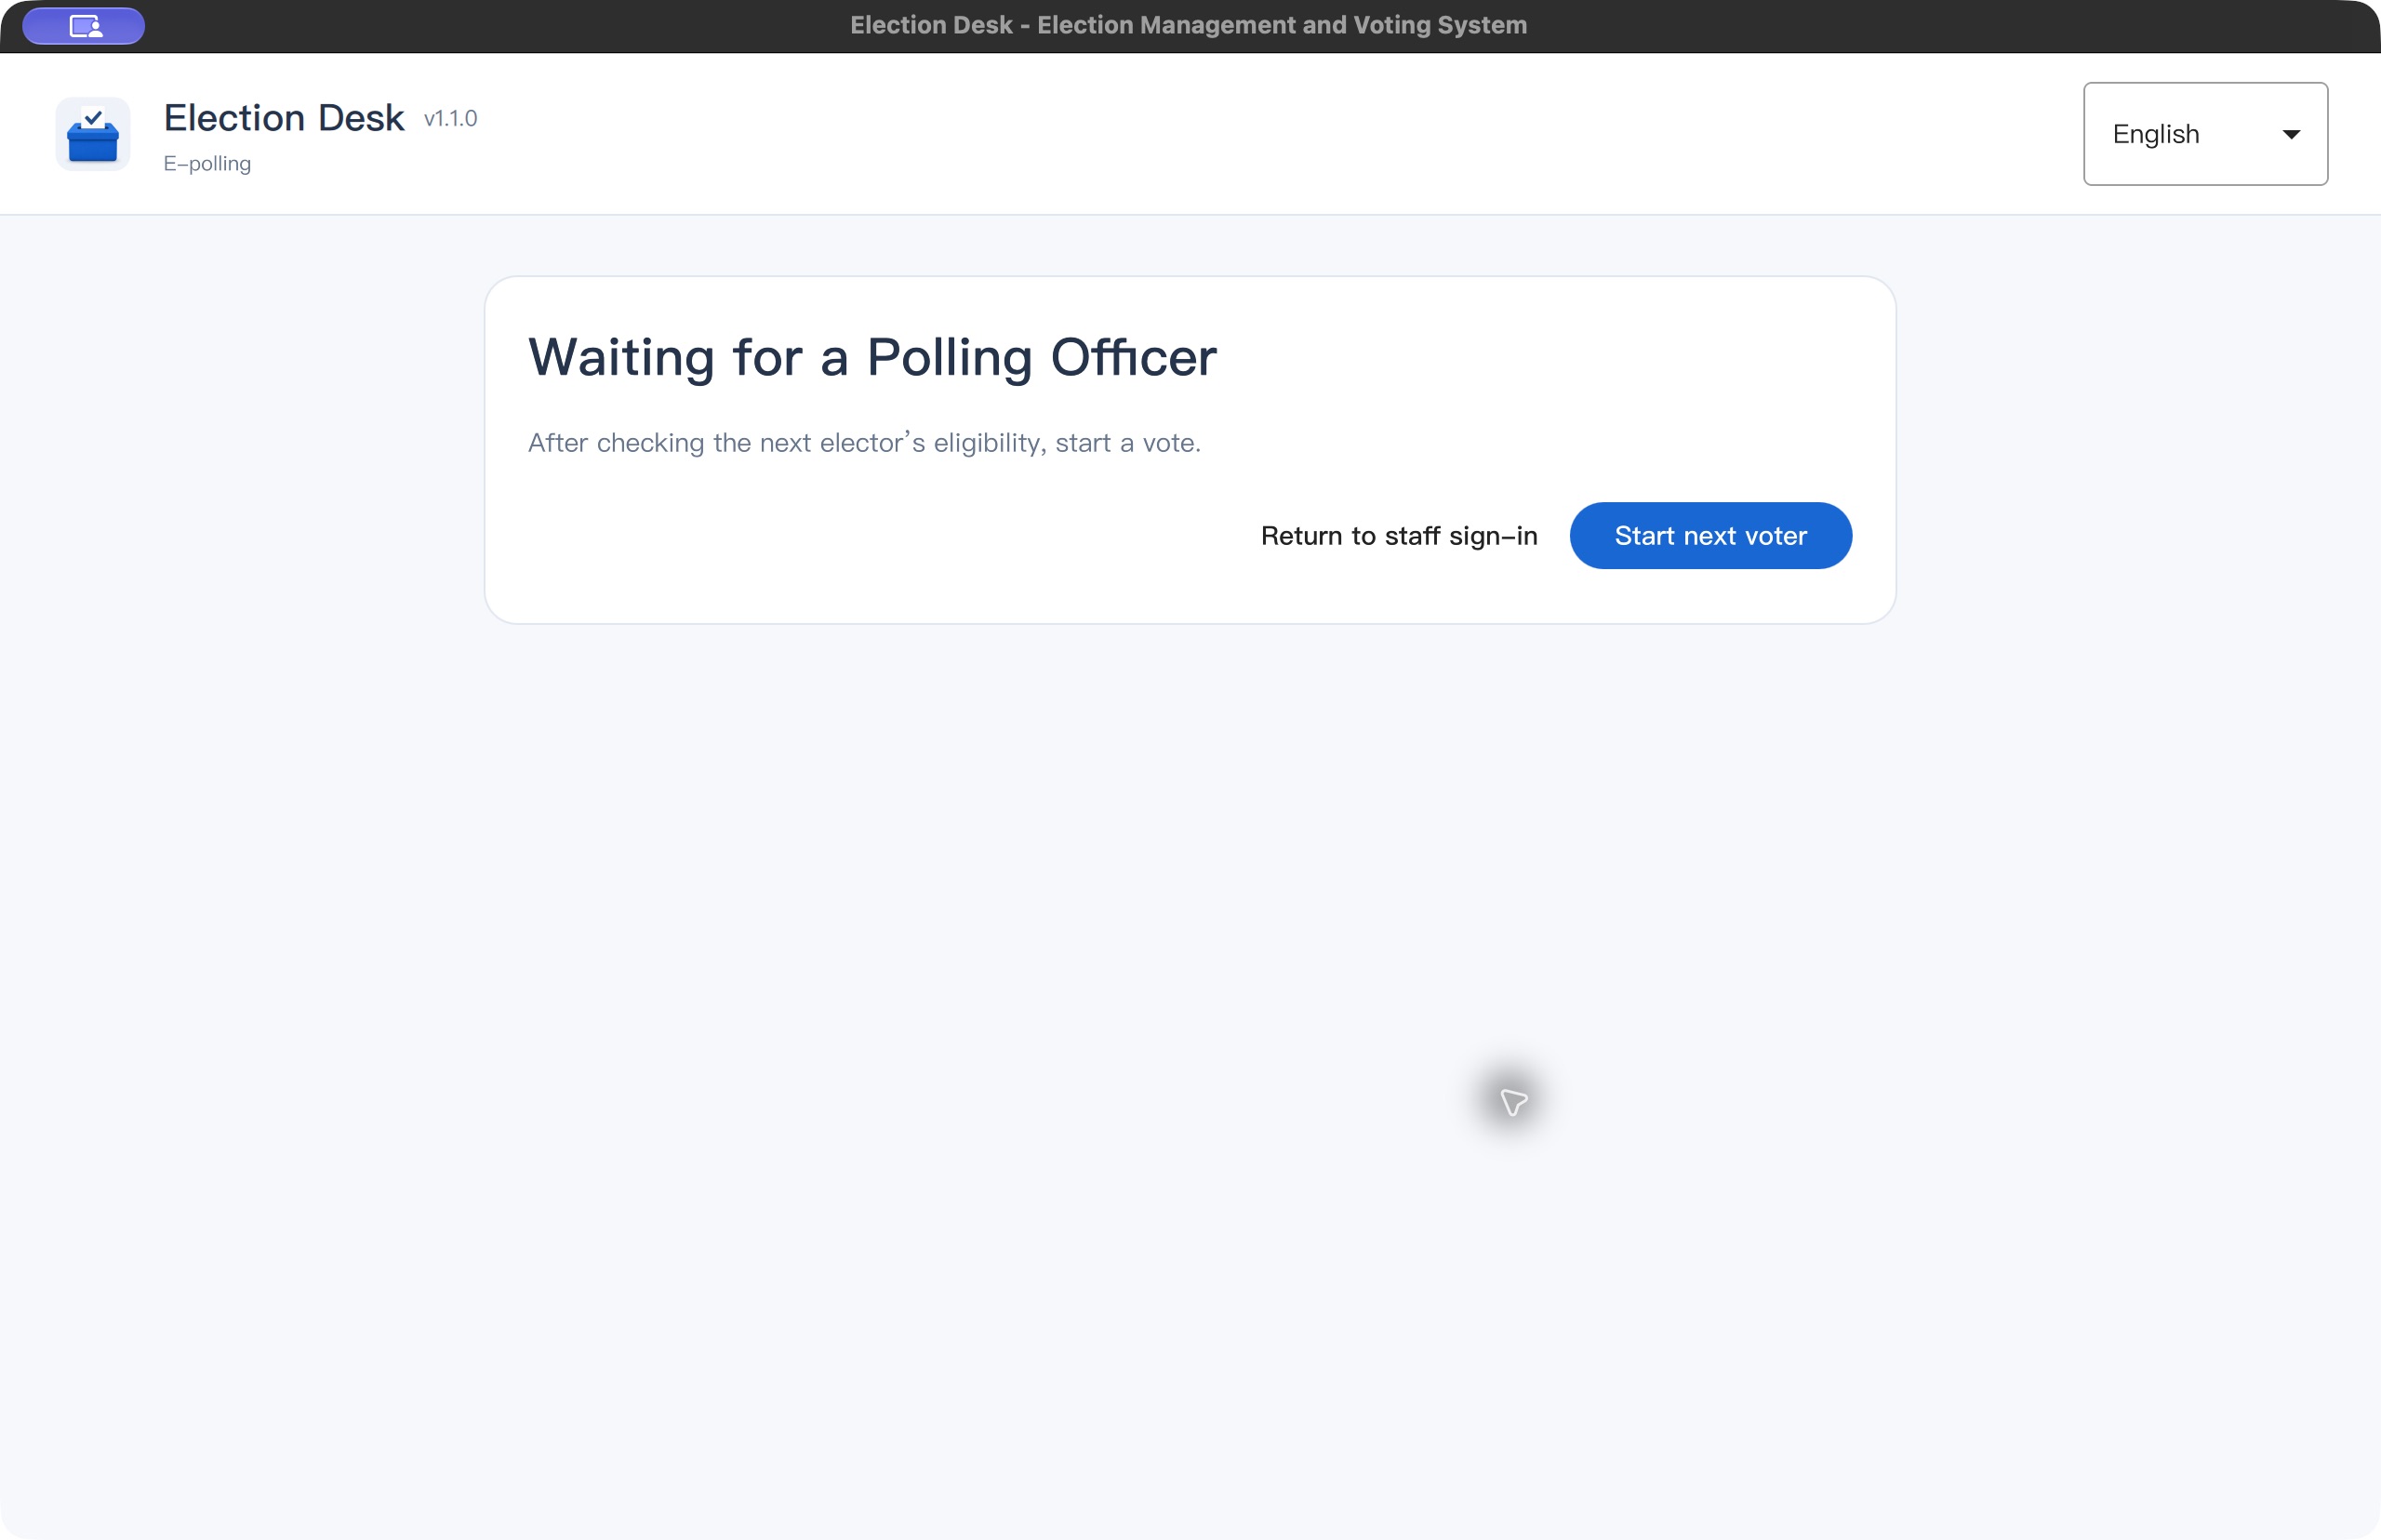 Election Desk - Election Management and Voting System
Election Desk v1.1.0
E-polling
English
Waiting for a Polling Officer
After checking the next elector’s eligibility, start a vote.
Return to staff sign-in
Start next voter